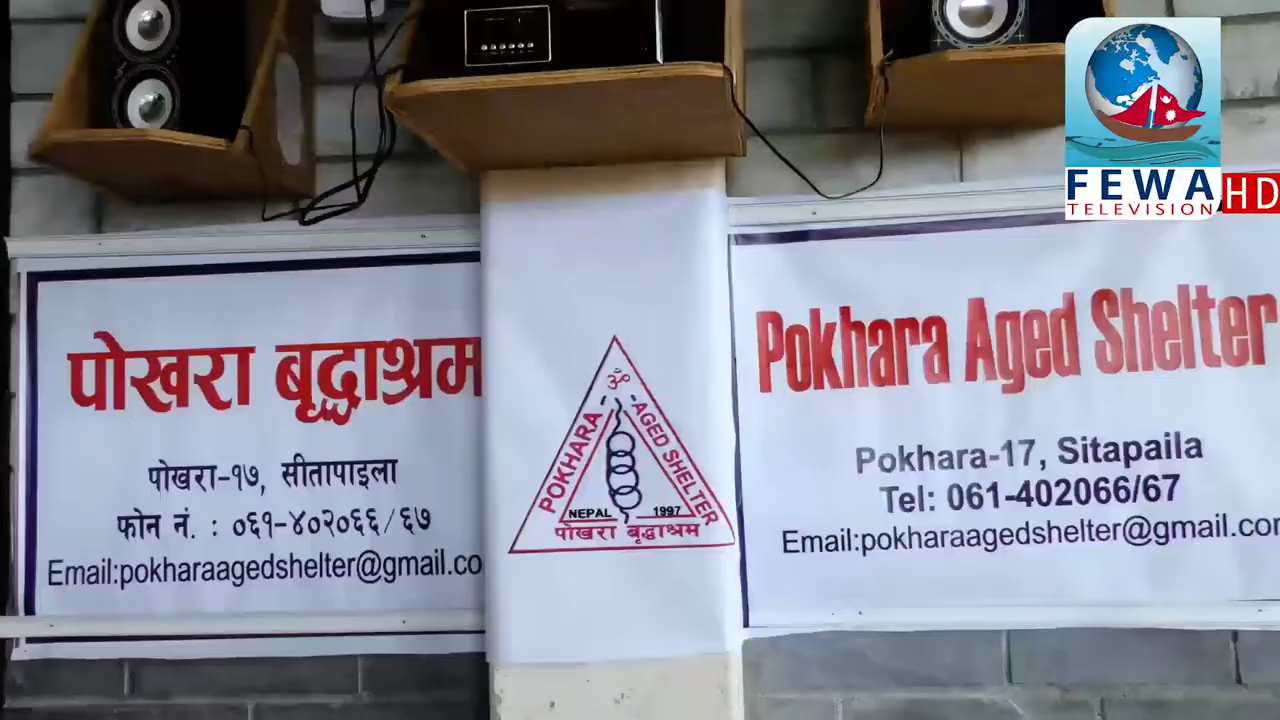 FEWA HD
TELEVISION
पोखरा बृद्धाश्रम
पोखरा-१७, सीतापाइला
फोन नं. : ०६१-४०२०६६/६७
Email:pokharaagedshelter@gmail.co
ॐ
POKHARA AGED SHELTER
NEPAL 1997
पोखरा बृद्धाश्रम
Pokhara Aged Shelter
Pokhara-17, Sitapaila
Tel: 061-402066/67
Email:pokharaagedshelter@gmail.com